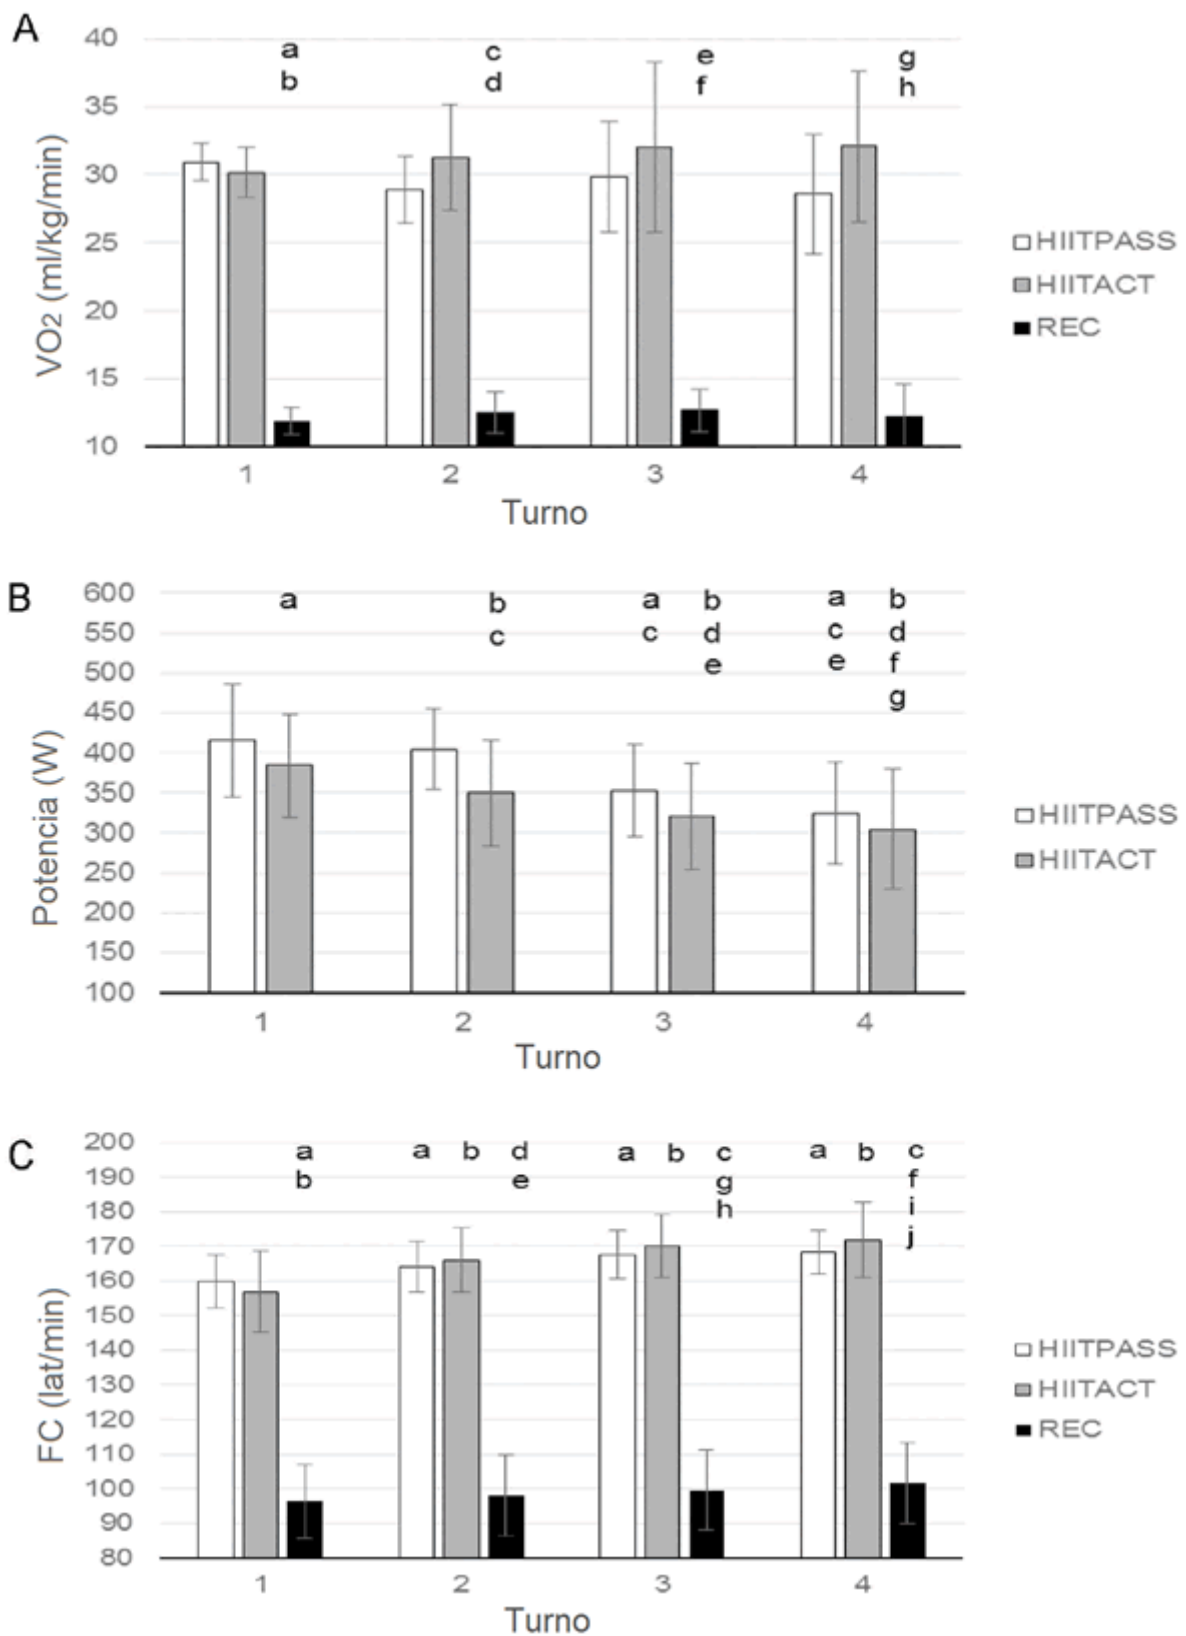 A
40
35
30
25
20
15
10
VO2 (ml/kg/min)
a c e g
b d f h
1 2 3 4
Turno
HIITPASS
HIITACT
REC
B
600
550
500
450
400
350
300
250
200
150
100
Potencia (W)
a b a b a b
c c d c d
e e f
g
1 2 3 4
Turno
HIITPASS
HIITACT
C
200
190
180
170
160
150
140
130
120
110
100
90
80
FC (lat/min)
a a b d a b c a b c
b e g f
h i
j
1 2 3 4
Turno
HIITPASS
HIITACT
REC